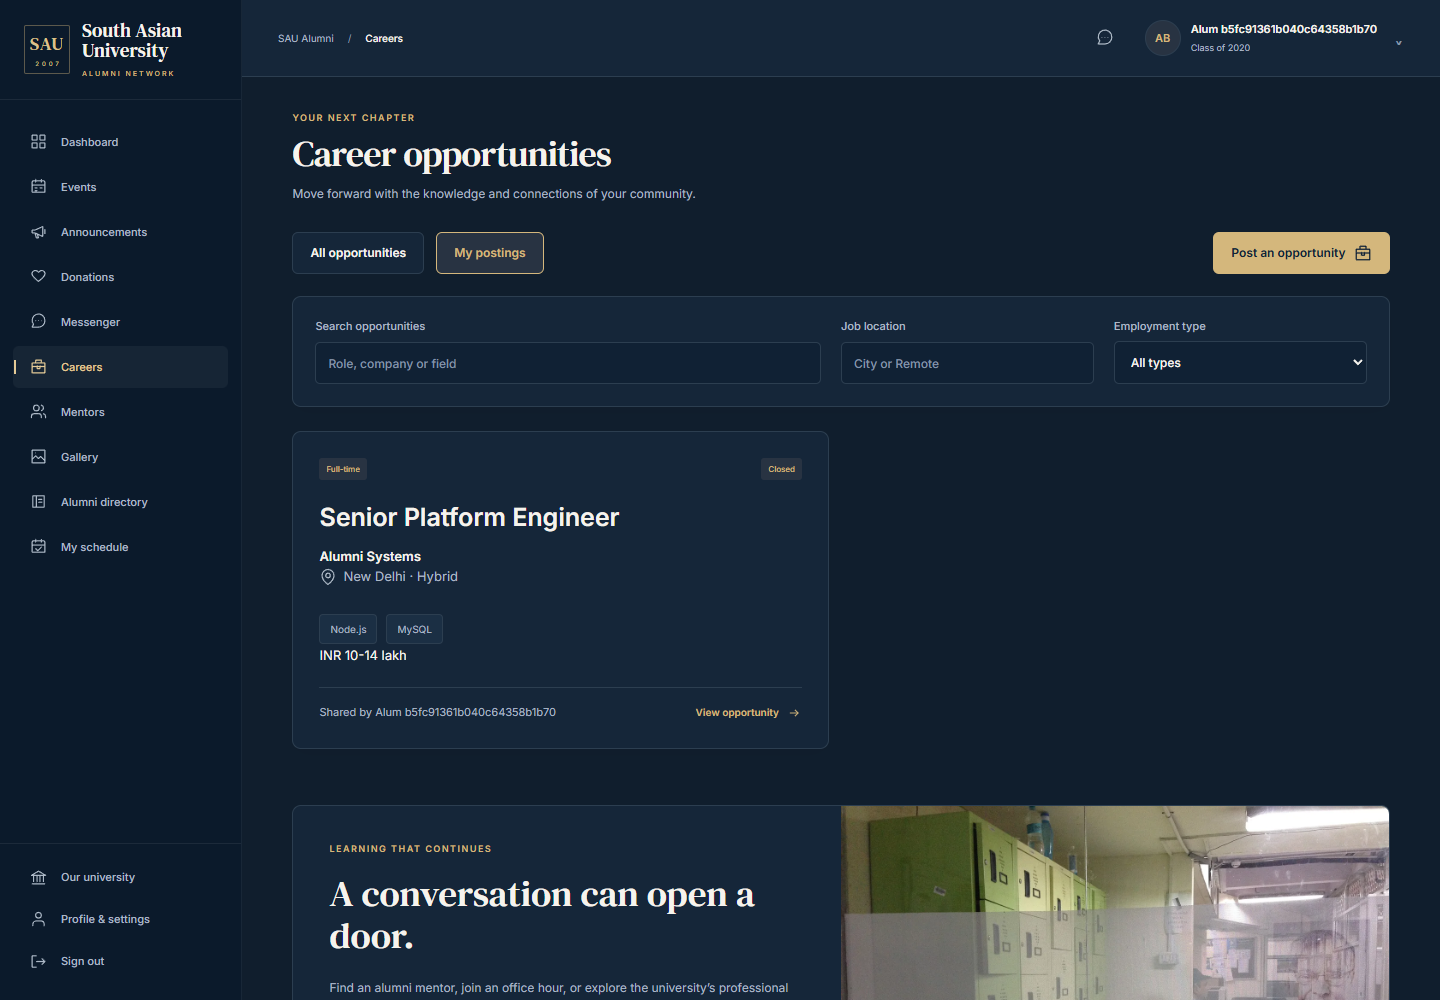 SAU
2007
South Asian
University
ALUMNI NETWORK
SAU Alumni / Careers
AB
Alum b5fc91361b040c64358b1b70
Class of 2020
Dashboard
Events
Announcements
Donations
Messenger
Careers
Mentors
Gallery
Alumni directory
My schedule
Our university
Profile & settings
Sign out
YOUR NEXT CHAPTER
Career opportunities
Move forward with the knowledge and connections of your community.
All opportunities
My postings
Post an opportunity
Search opportunities
Role, company or field
Job location
City or Remote
Employment type
All types
Full-time
Closed
Senior Platform Engineer
Alumni Systems
New Delhi · Hybrid
Node.js
MySQL
INR 10-14 lakh
Shared by Alum b5fc91361b040c64358b1b70
View opportunity →
LEARNING THAT CONTINUES
A conversation can open a
door.
Find an alumni mentor, join an office hour, or explore the university’s professional